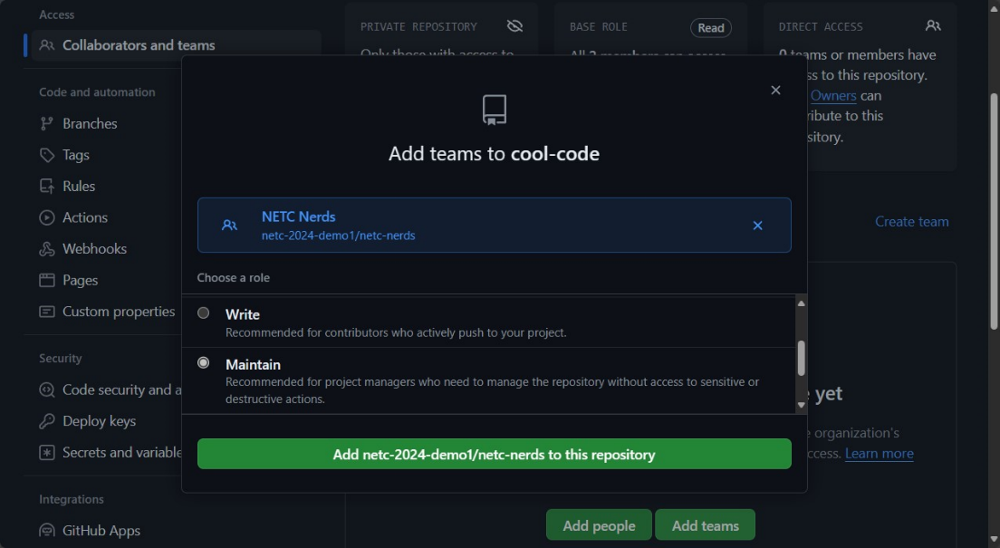 Access
Collaborators and teams
Code and automation
Branches
Tags
Rules
Actions
Webhooks
Pages
Custom properties
Security
Code security and a
Deploy keys
Secrets and variable
Integrations
GitHub Apps
PRIVATE REPOSITORY
Only those with access to
BASE ROLE
Read
All 2 members can access
DIRECT ACCESS
0 teams or members have
ss to this repository.
Owners can
ribute to this
sitory.
Add teams to cool-code
NETC Nerds
netc-2024-demo1/netc-nerds
Choose a role
Write
Recommended for contributors who actively push to your project.
Maintain
Recommended for project managers who need to manage the repository without access to sensitive or
destructive actions.
Add netc-2024-demo1/netc-nerds to this repository
Create team
yet
organization's
ccess. Learn more
Add people
Add teams